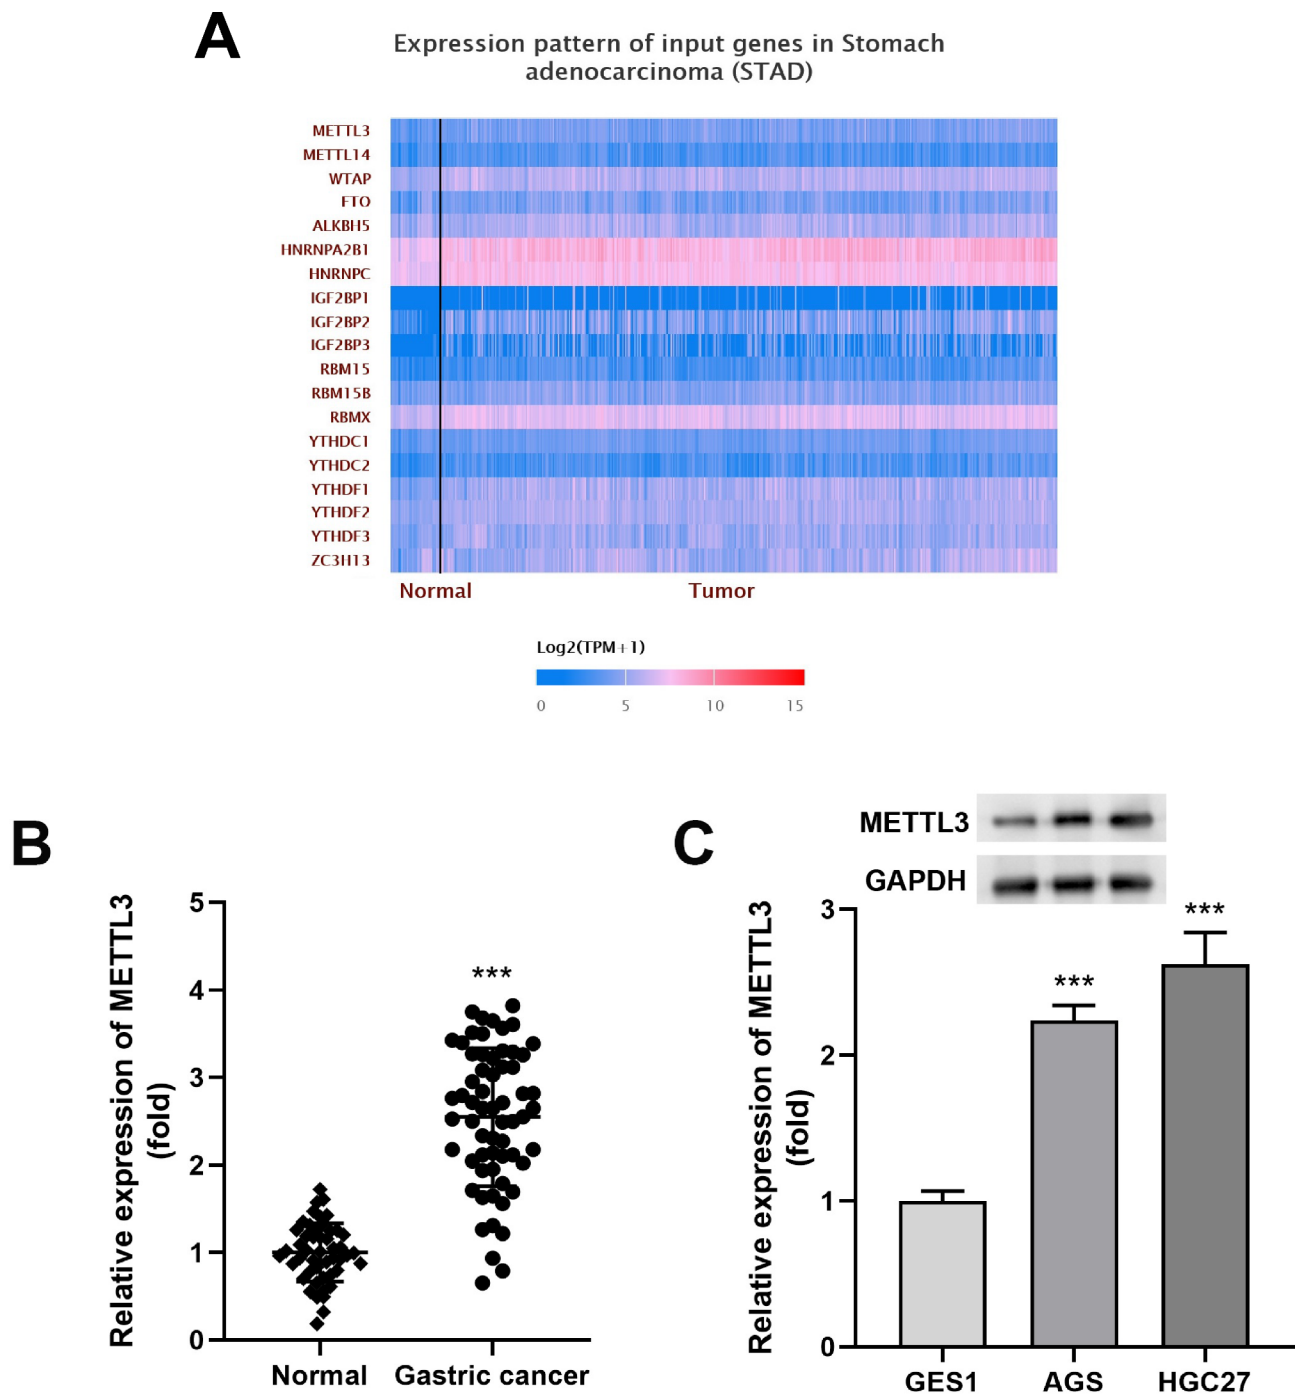 A
Expression pattern of input genes in Stomach
adenocarcinoma (STAD)
METTL3
METTL14
WTAP
FTO
ALKBH5
HNRNPA2B1
HNRNPC
IGF2BP1
IGF2BP2
IGF2BP3
RBM15
RBM15B
RBMX
YTHDC1
YTHDC2
YTHDF1
YTHDF2
YTHDF3
ZC3H13
Normal Tumor
Log2(TPM+1)
0 5 10 15
B
Relative expression of METTL3
(fold)
5
4
3
2
1
0
***
Normal Gastric cancer
C
METTL3
GAPDH
Relative expression of METTL3
(fold)
3
2
1
0
***
***
GES1 AGS HGC27